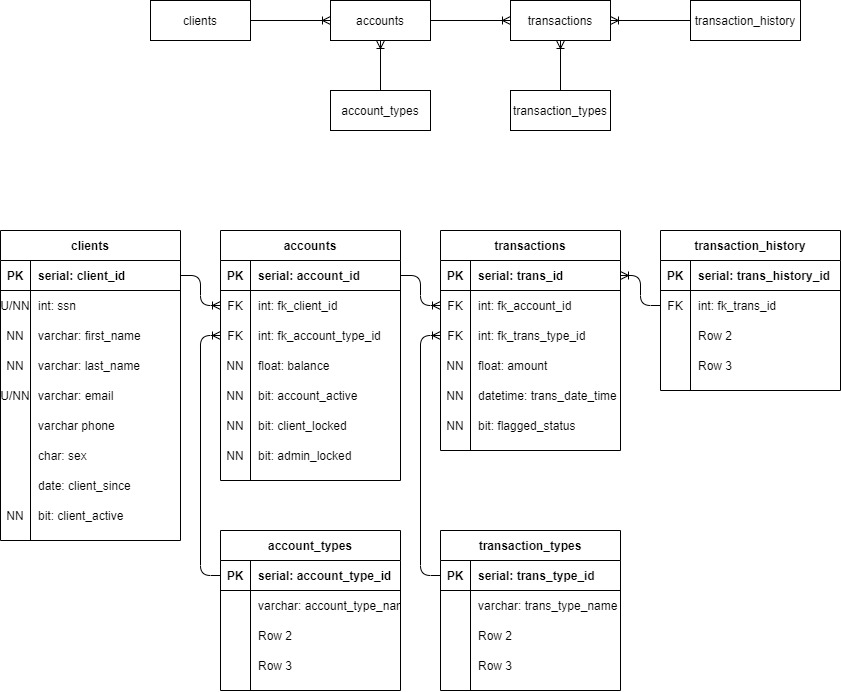 clients
accounts
transactions
transaction_history
account_types
transaction_types
clients
PK serial: client_id
U/NN int: ssn
NN varchar: first_name
NN varchar: last_name
U/NN varchar: email
varchar phone
char: sex
date: client_since
NN bit: client_active
accounts
PK serial: account_id
FK int: fk_client_id
FK int: fk_account_type_id
NN float: balance
NN bit: account_active
NN bit: client_locked
NN bit: admin_locked
transactions
PK serial: trans_id
FK int: fk_account_id
FK int: fk_trans_type_id
NN float: amount
NN datetime: trans_date_time
NN bit: flagged_status
transaction_history
PK serial: trans_history_id
FK int: fk_trans_id
Row 2
Row 3
account_types
PK serial: account_type_id
varchar: account_type_nar
Row 2
Row 3
transaction_types
PK serial: trans_type_id
varchar: trans_type_name
Row 2
Row 3